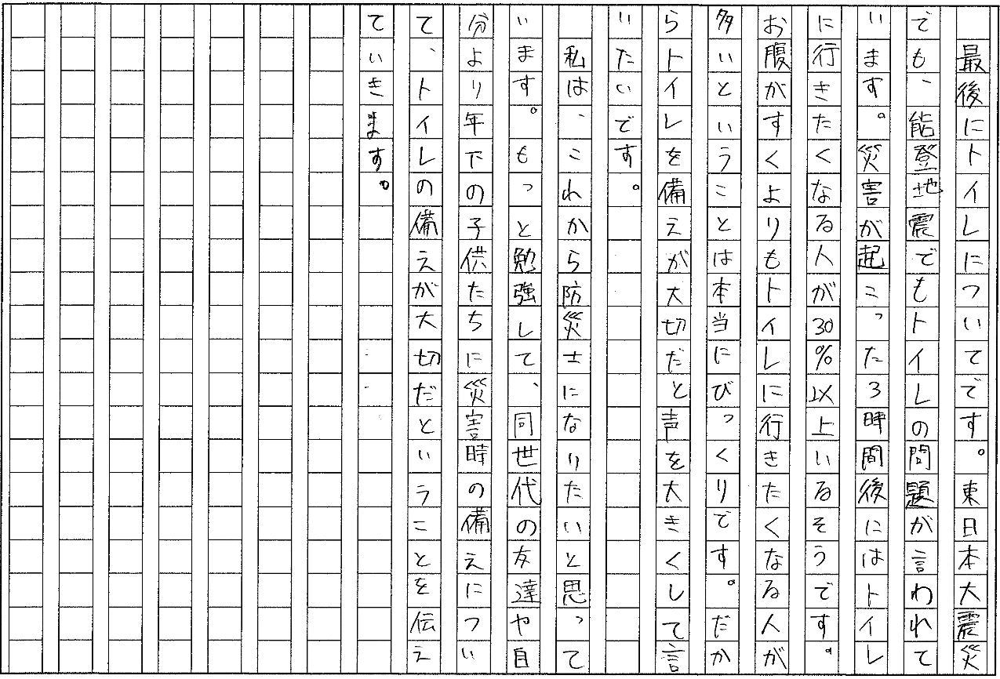 最後にトイレについてです。東日本大震災
でも、能登地震でもトイレの問題が言われて
います。災害が起こった3時間後にはトイレ
に行きたくなる人が30%以上いるそうです。
お腹がすくよりもトイレに行きたくなる人が
多いということは本当にびっくりです。だか
らトイレを備えが大切だと声を大きくして言
いたいです。
私は、これから防災士になりたいと思って
います。もっと勉強して、同世代の友達や自
分より年下の子供たちに災害時の備えについ
て、トイレの備えが大切だということを伝え
ていきます。